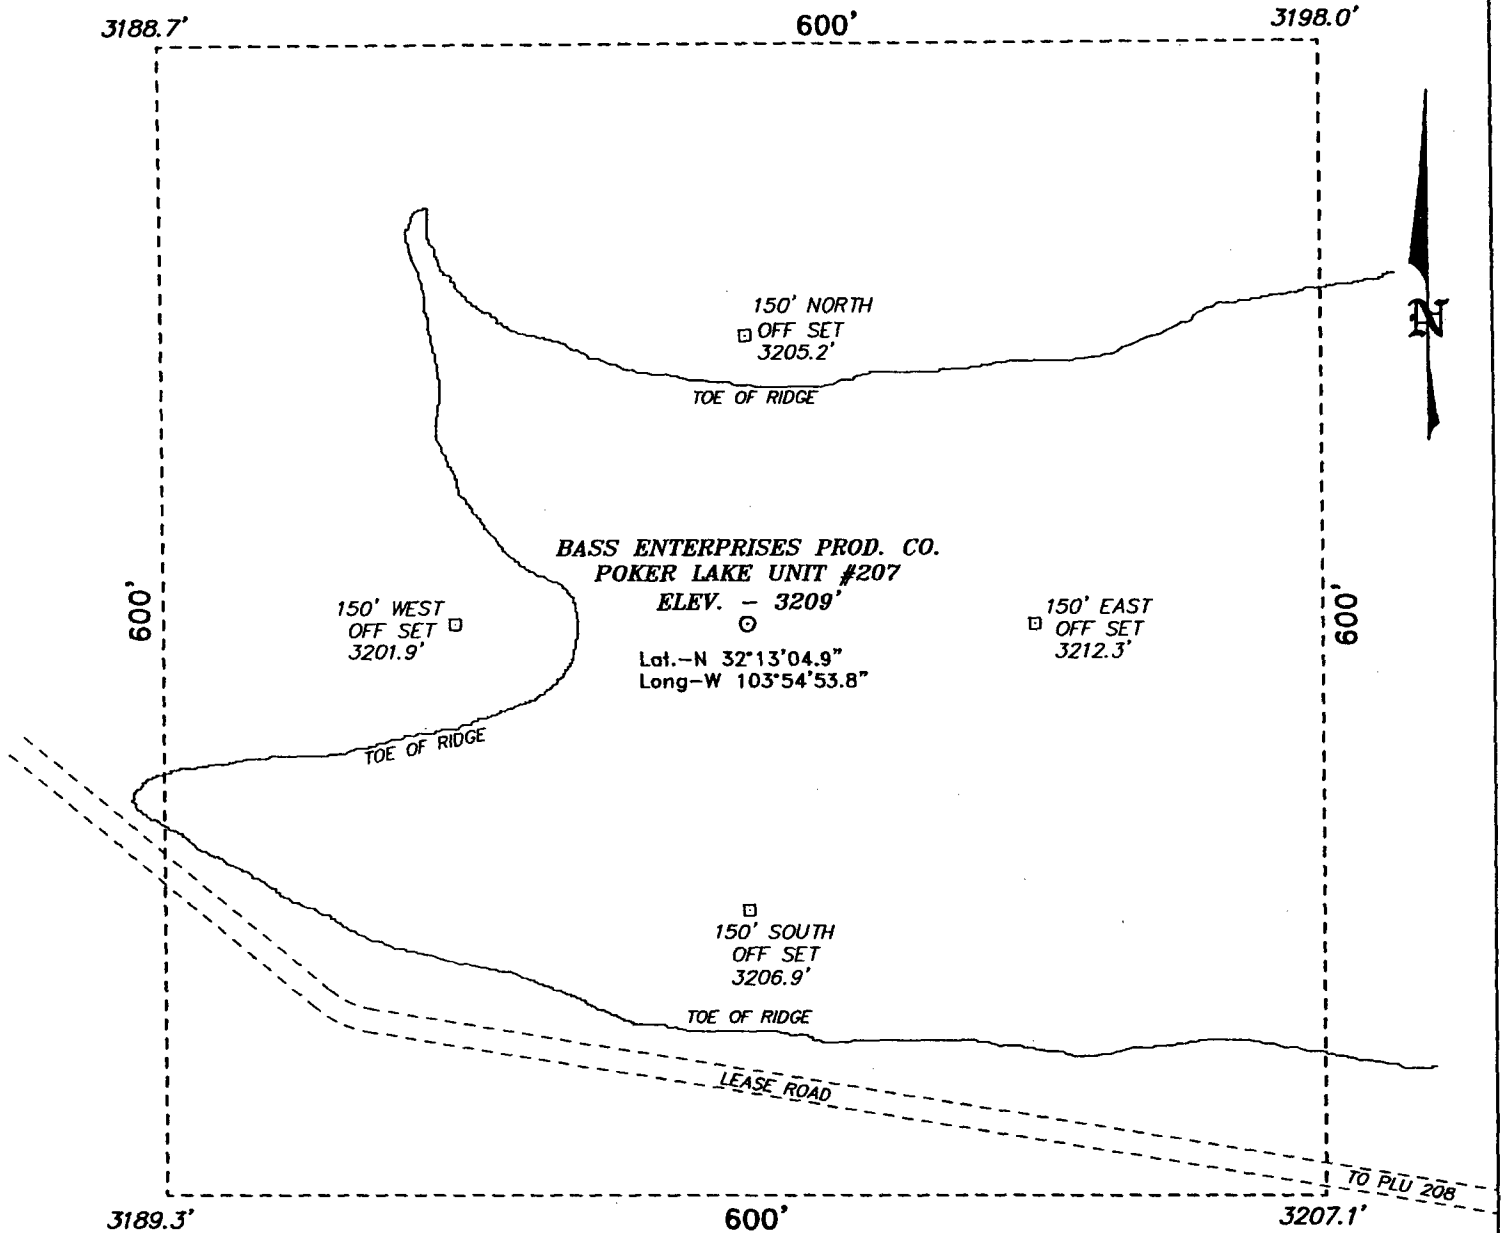 3188.7'
600'
3198.0'
N
150' NORTH
OFF SET
3205.2'
TOE OF RIDGE
BASS ENTERPRISES PROD. CO.
POKER LAKE UNIT #207
ELEV. - 3209'
Lat.-N 32°13'04.9"
Long-W 103°54'53.8"
600'
150' WEST
OFF SET
3201.9'
150' EAST
OFF SET
3212.3'
600'
TOE OF RIDGE
150' SOUTH
OFF SET
3206.9'
TOE OF RIDGE
LEASE ROAD
TO PLU 208
3189.3'
600'
3207.1'